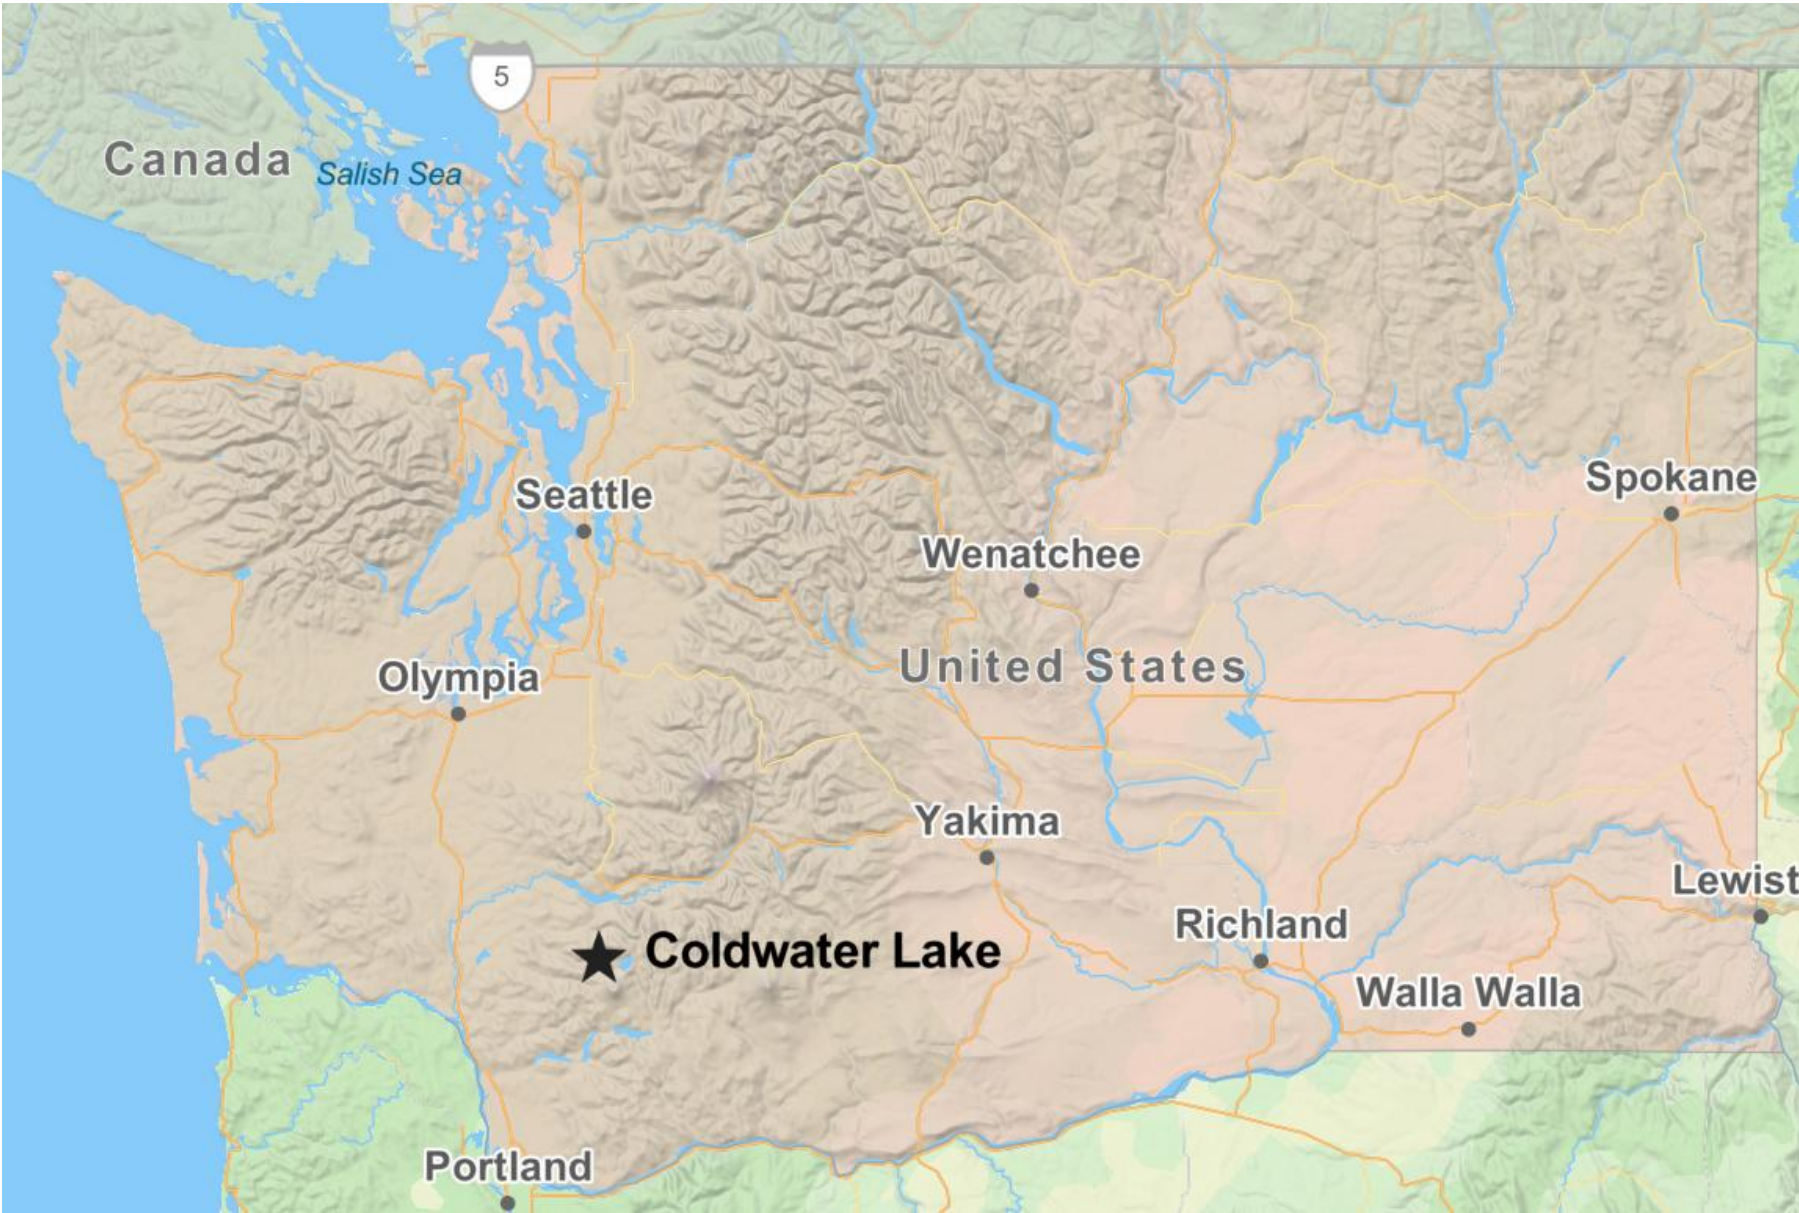 5
Canada
Salish Sea
Seattle
Spokane
Wenatchee
United States
Olympia
Yakima
Lewist
Richland
Coldwater Lake
Walla Walla
Portland